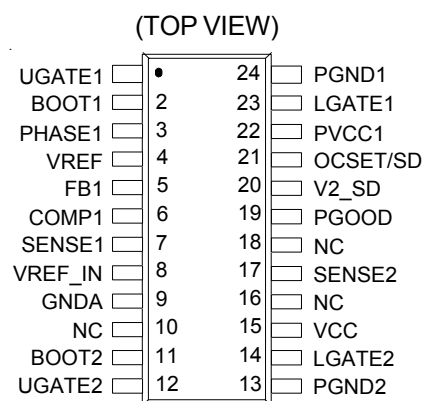 (TOP VIEW)
UGATE1 24 PGND1
BOOT1 2 23 LGATE1
PHASE1 3 22 PVCC1
VREF 4 21 OCSET/SD
FB1 5 20 V2_SD
COMP1 6 19 PGOOD
SENSE1 7 18 NC
VREF_IN 8 17 SENSE2
GNDA 9 16 NC
NC 10 15 VCC
BOOT2 11 14 LGATE2
UGATE2 12 13 PGND2